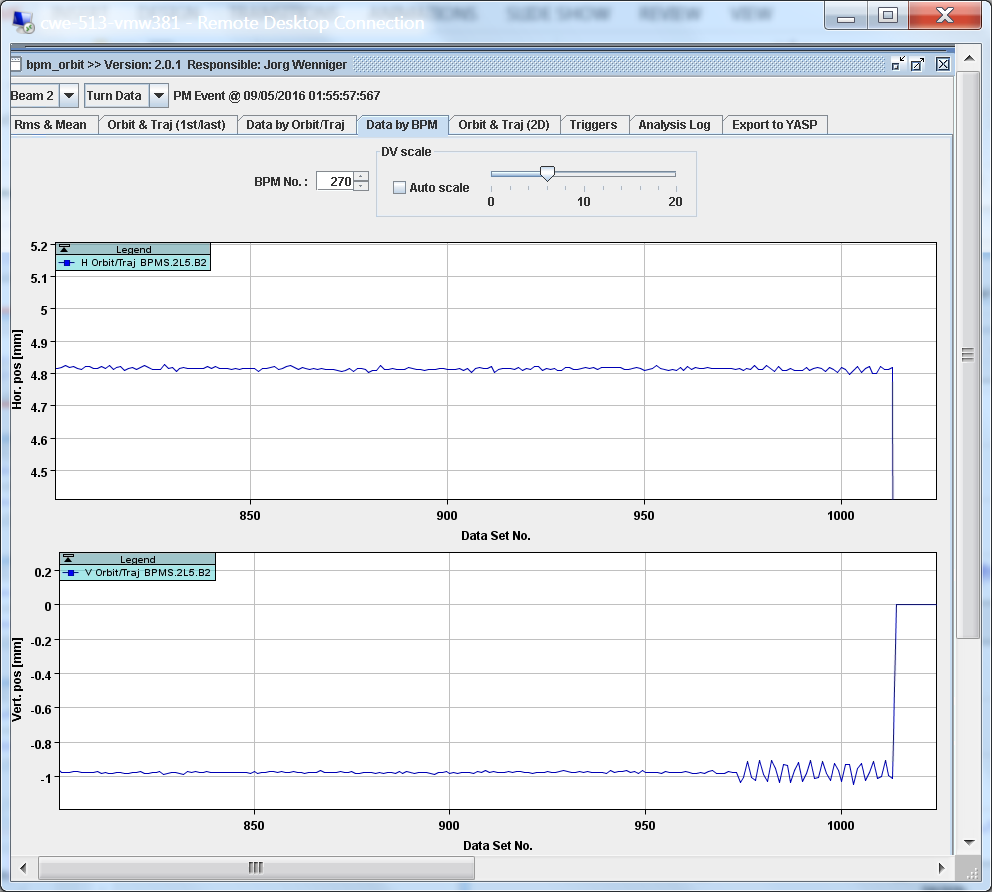 cwe-513-vmw381 - Remote Desktop Connection
SLIDE SHOW REVIEW VIEW
bpm_orbit >> Version: 2.0.1 Responsible: Jorg Wenniger
Beam 2 Turn Data PM Event @ 09/05/2016 01:55:57:567
Rms & Mean Orbit & Traj (1st/last) Data by Orbit/Traj Data by BPM Orbit & Traj (2D) Triggers Analysis Log Export to YASP
DV scale
BPM No. : 270 Auto scale
0 10 20
Legend
H Orbit/Traj BPMS.2L5.B2
5.2
5.1
5
4.9
4.8
4.7
4.6
4.5
Hor. pos [mm]
850 900 950 1000
Data Set No.
Legend
V Orbit/Traj BPMS.2L5.B2
0.2
0
-0.2
-0.4
-0.6
-0.8
-1
Vert. pos [mm]
850 900 950 1000
Data Set No.